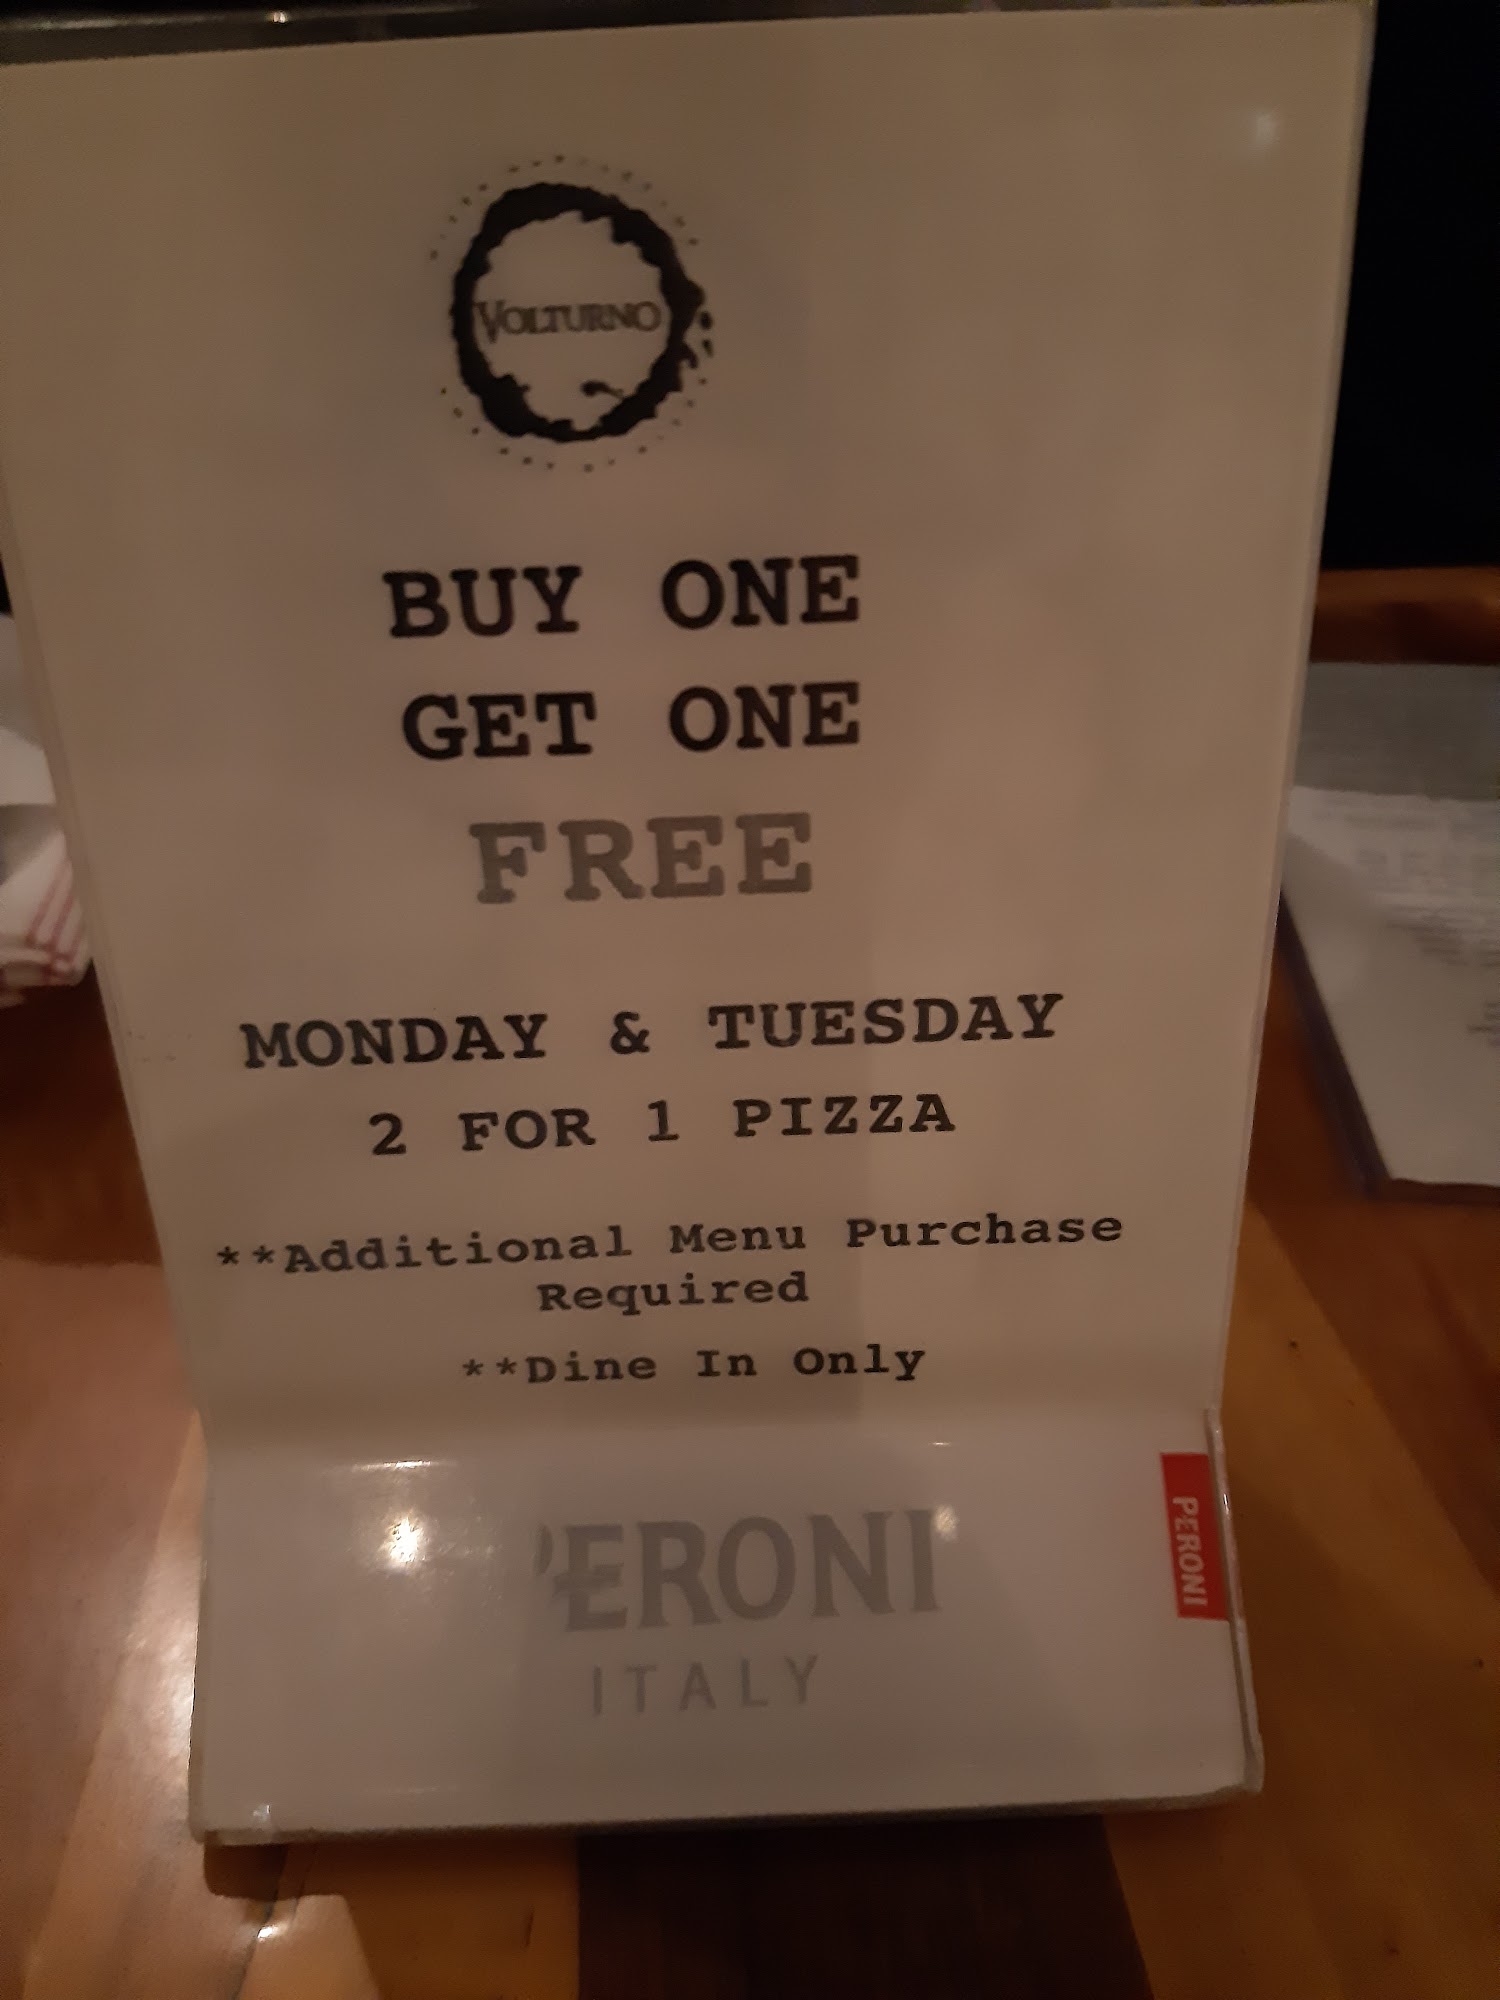 VOLTURNO
BUY ONE
GET ONE
FREE
MONDAY & TUESDAY
2 FOR 1 PIZZA
**Additional Menu Purchase
Required
**Dine In Only
PERONI
ITALY
PERONI